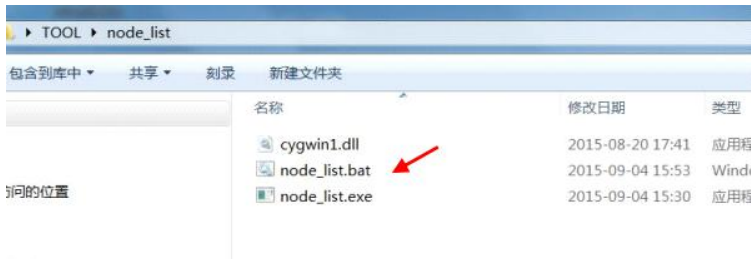 TOOL node_list
包含到库中 共享 刻录 新建文件夹
名称 修改日期 类型
cygwin1.dll 2015-08-20 17:41 应用程
node_list.bat 2015-09-04 15:53 Windo
访问的位置
node_list.exe 2015-09-04 15:30 应用程